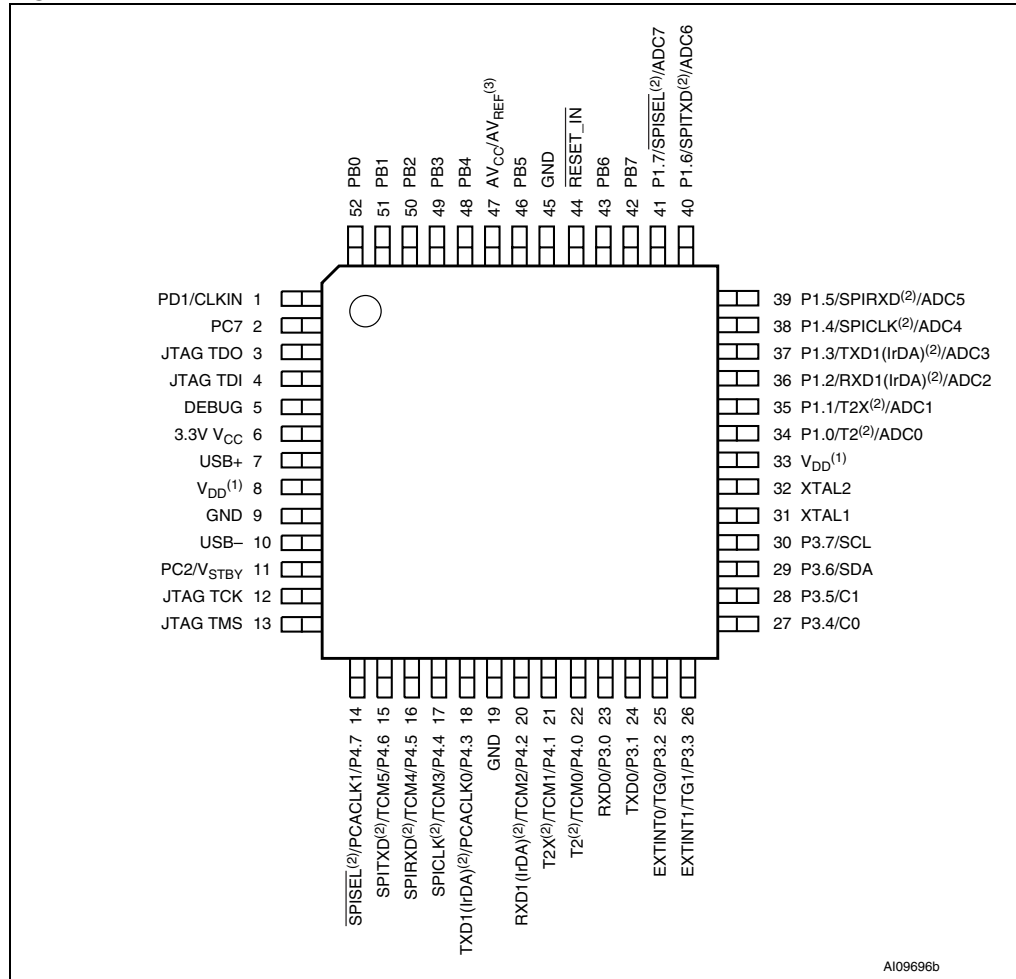 52 PB0
51 PB1
50 PB2
49 PB3
48 PB4
47 AVCC/AVREF(3)
46 PB5
45 GND
44 RESET_IN
43 PB6
42 PB7
41 P1.7/SPISEL(2)/ADC7
40 P1.6/SPITXD(2)/ADC6
PD1/CLKIN 1
PC7 2
JTAG TDO 3
JTAG TDI 4
DEBUG 5
3.3V VCC 6
USB+ 7
VDD(1) 8
GND 9
USB– 10
PC2/VSTBY 11
JTAG TCK 12
JTAG TMS 13
39 P1.5/SPIRXD(2)/ADC5
38 P1.4/SPICLK(2)/ADC4
37 P1.3/TXD1(IrDA)(2)/ADC3
36 P1.2/RXD1(IrDA)(2)/ADC2
35 P1.1/T2X(2)/ADC1
34 P1.0/T2(2)/ADC0
33 VDD(1)
32 XTAL2
31 XTAL1
30 P3.7/SCL
29 P3.6/SDA
28 P3.5/C1
27 P3.4/C0
SPISEL(2)/PCACLK1/P4.7 14
SPITXD(2)/TCM5/P4.6 15
SPIRXD(2)/TCM4/P4.5 16
SPICLK(2)/TCM3/P4.4 17
TXD1(IrDA)(2)/PCACLK0/P4.3 18
GND 19
RXD1(IrDA)(2)/TCM2/P4.2 20
T2X(2)/TCM1/P4.1 21
T2(2)/TCM0/P4.0 22
RXD0/P3.0 23
TXD0/P3.1 24
EXTINT0/TG0/P3.2 25
EXTINT1/TG1/P3.3 26
AI09696b